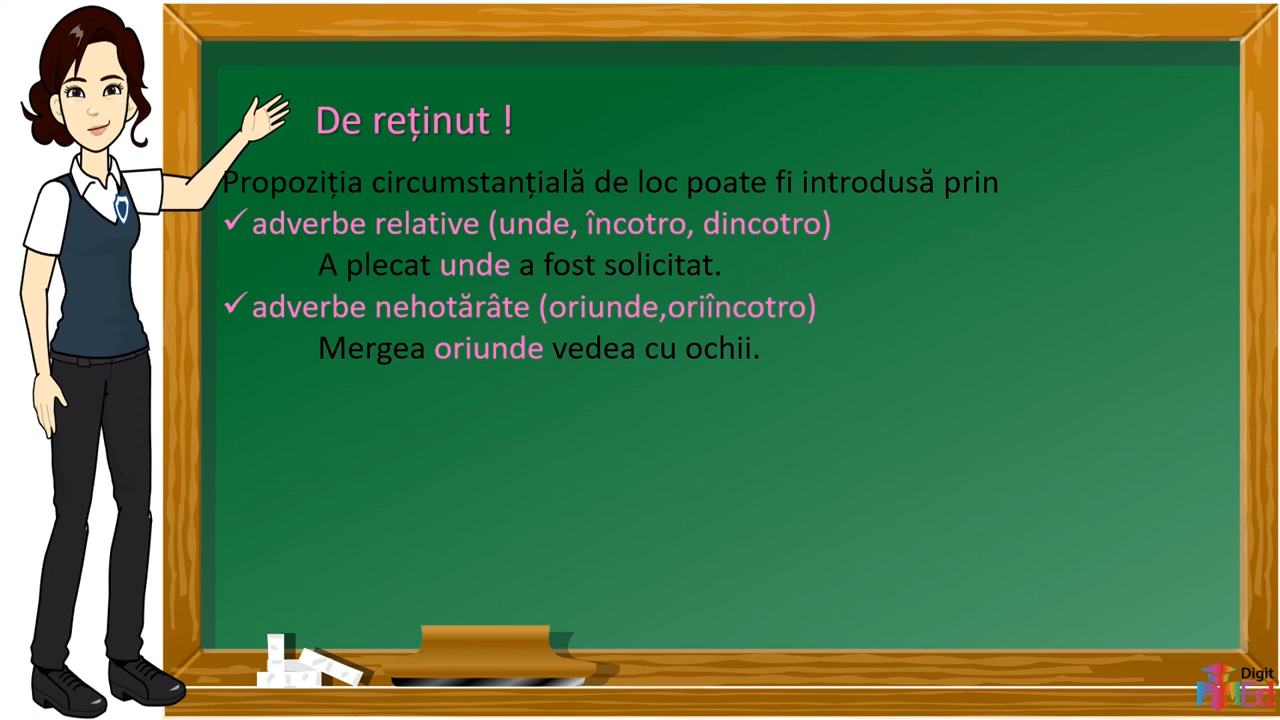 De reținut !
Propoziția circumstanțială de loc poate fi introdusă prin
✓ adverbe relative (unde, încotro, dincotro)
A plecat unde a fost solicitat.
✓ adverbe nehotărâte (oriunde,oriîncotro)
Mergea oriunde vedea cu ochii.
Digit